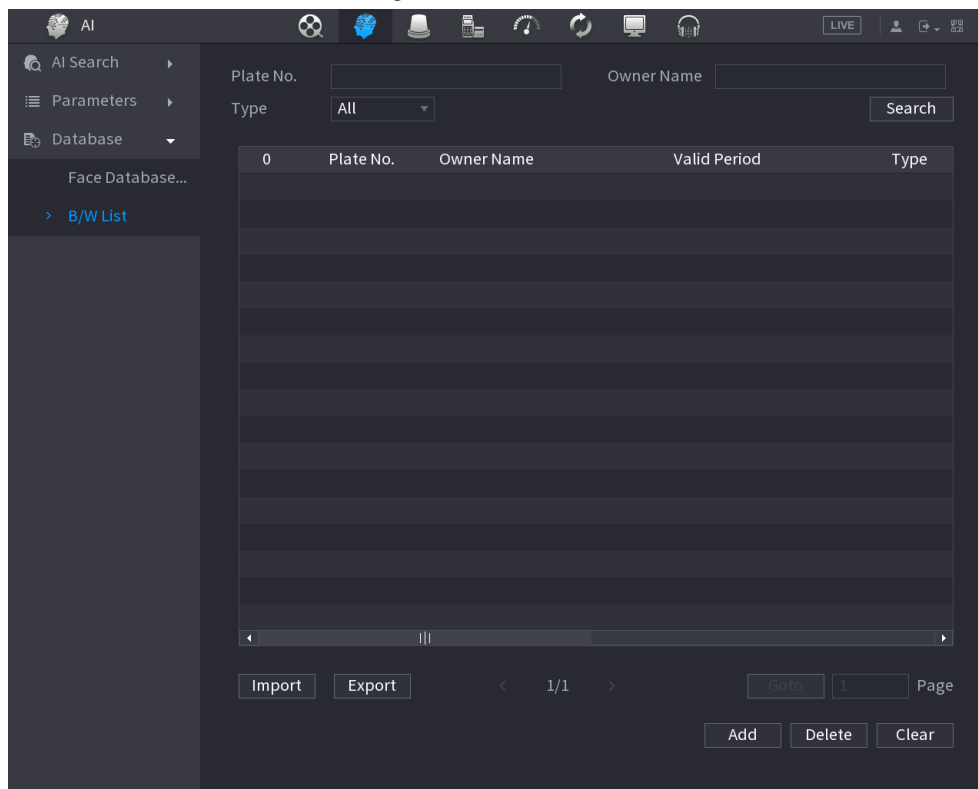 AI LIVE
AI Search
Parameters
Database
Face Database...
B/W List
Plate No. Owner Name
Type All Search
0 Plate No. Owner Name Valid Period Type
Import Export < 1/1 > Goto 1 Page
Add Delete Clear